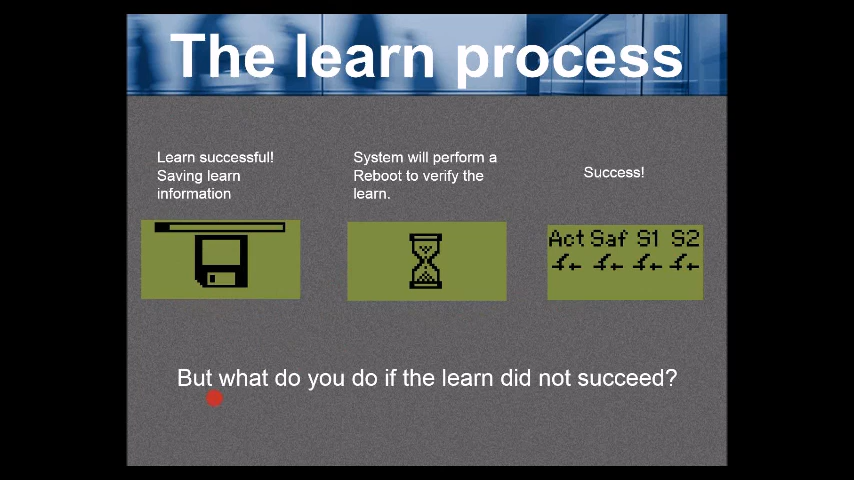 The learn process
Learn successful!
Saving learn
information
System will perform a
Reboot to verify the
learn.
Success!
Act Saf S1 S2
But what do you do if the learn did not succeed?